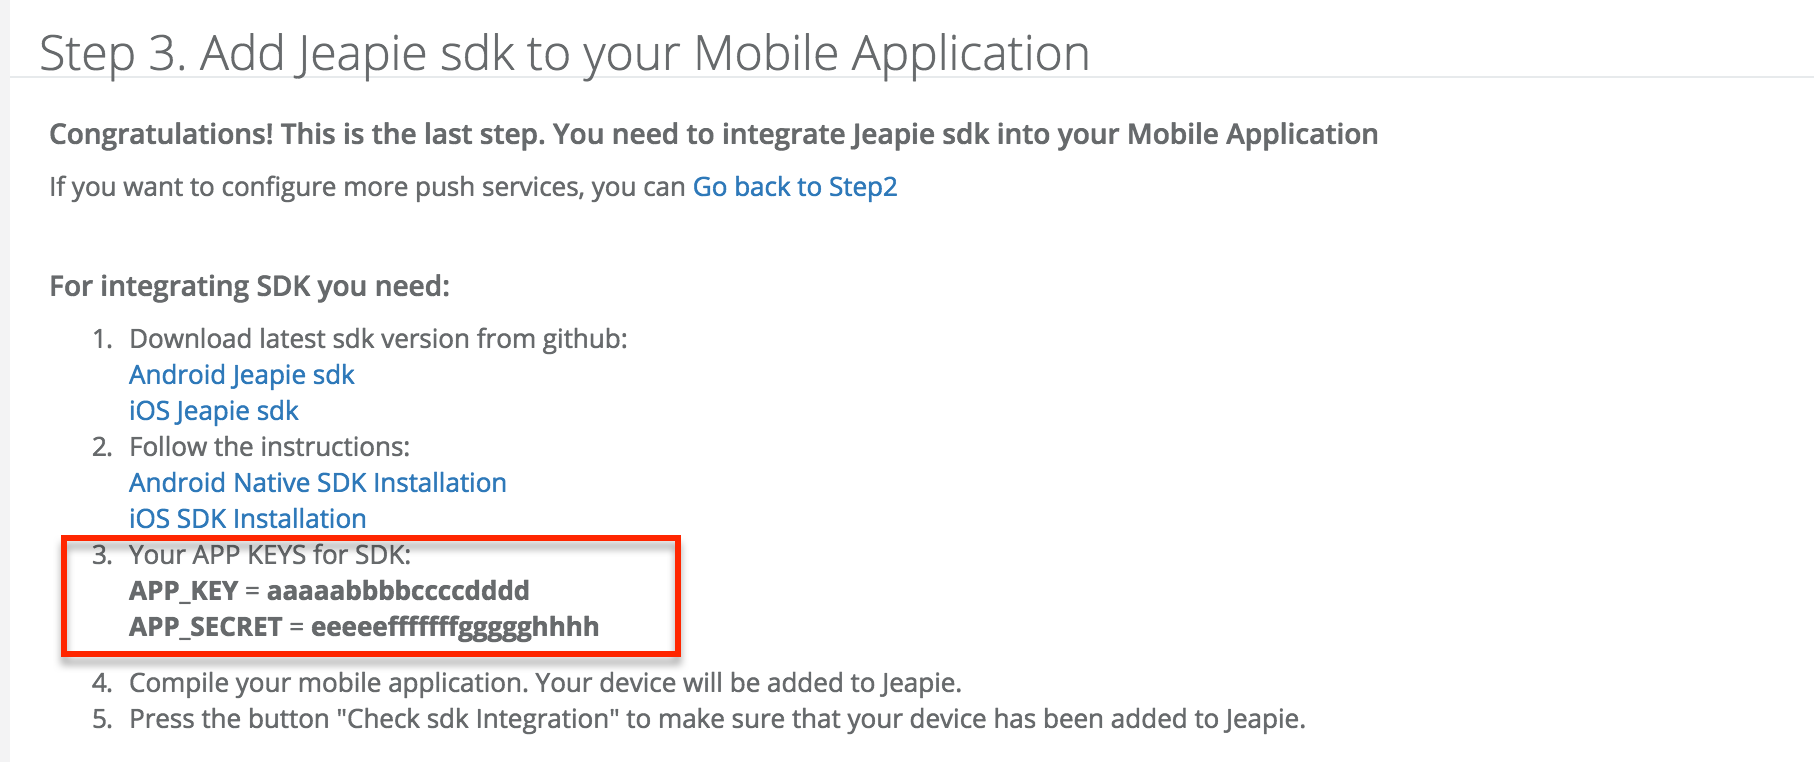 Step 3. Add Jeapie sdk to your Mobile Application
Congratulations! This is the last step. You need to integrate Jeapie sdk into your Mobile Application
If you want to configure more push services, you can Go back to Step2
For integrating SDK you need:
1. Download latest sdk version from github:
Android Jeapie sdk
iOS Jeapie sdk
2. Follow the instructions:
Android Native SDK Installation
iOS SDK Installation
3. Your APP KEYS for SDK:
APP_KEY = aaaaabbbbccccdddd
APP_SECRET = eeeeefffffffggggghhhh
4. Compile your mobile application. Your device will be added to Jeapie.
5. Press the button "Check sdk Integration" to make sure that your device has been added to Jeapie.